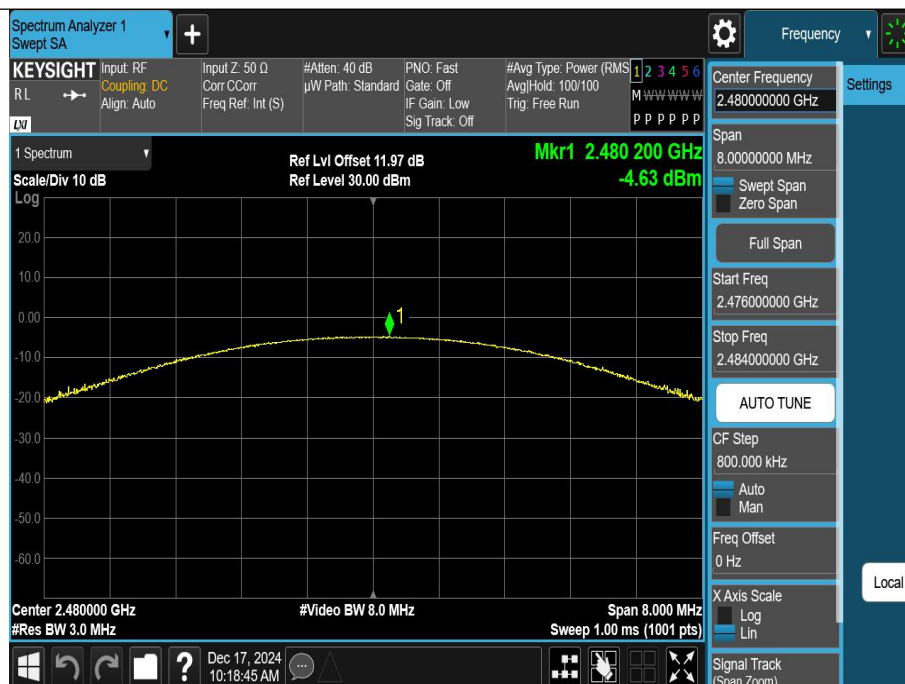 Spectrum Analyzer 1
Swept SA
Frequency
KEYSIGHT
RL
LXI
Input: RF
Coupling: DC
Align: Auto
Input Z: 50 Ω
Corr CCorr
Freq Ref: Int (S)
#Atten: 40 dB
µW Path: Standard
PNO: Fast
Gate: Off
IF Gain: Low
Sig Track: Off
#Avg Type: Power (RMS
Avg|Hold: 100/100
Trig: Free Run
1 2 3 4 5 6
M W W W W W
P P P P P P
1 Spectrum
Scale/Div 10 dB
Log
Ref Lvl Offset 11.97 dB
Ref Level 30.00 dBm
Mkr1 2.480 200 GHz
-4.63 dBm
20.0
10.0
0.00
-10.0
-20.0
-30.0
-40.0
-50.0
-60.0
1
Center 2.480000 GHz
#Res BW 3.0 MHz
#Video BW 8.0 MHz
Span 8.000 MHz
Sweep 1.00 ms (1001 pts)
?
Dec 17, 2024
10:18:45 AM
Center Frequency
2.480000000 GHz
Span
8.00000000 MHz
Swept Span
Zero Span
Full Span
Start Freq
2.476000000 GHz
Stop Freq
2.484000000 GHz
AUTO TUNE
CF Step
800.000 kHz
Auto
Man
Freq Offset
0 Hz
X Axis Scale
Log
Lin
Signal Track
(Span Zoom)
Settings
Local